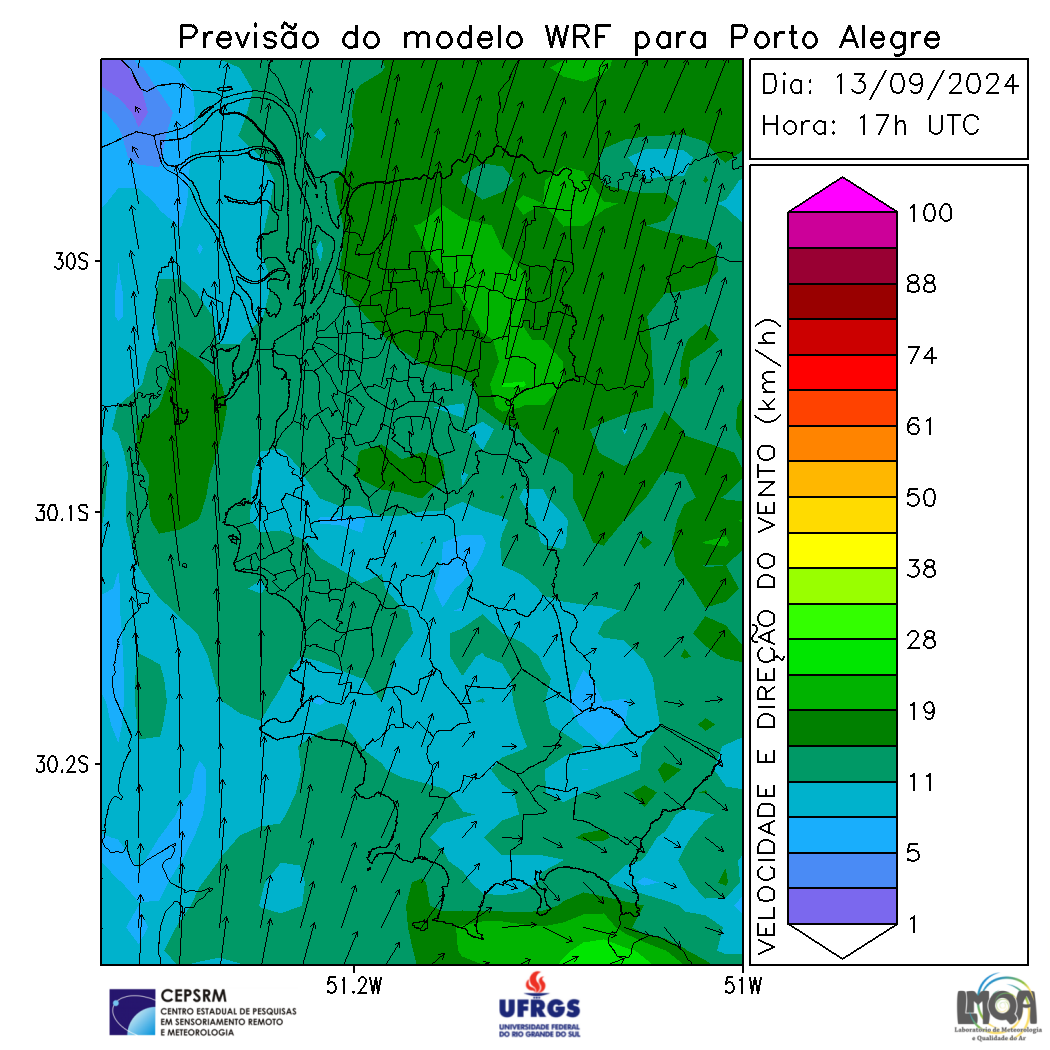 Previsão do modelo WRF para Porto Alegre
Dia: 13/09/2024
Hora: 17h UTC
30S
30.1S
30.2S
51.2W
51W
VELOCIDADE E DIREÇÃO DO VENTO (km/h)
100
88
74
61
50
38
28
19
11
5
1
CEPSRM
CENTRO ESTADUAL DE PESQUISAS
EM SENSORIAMENTO REMOTO
E METEOROLOGIA
UFRGS
UNIVERSIDADE FEDERAL
DO RIO GRANDE DO SUL
LMQA
Laboratório de Meteorologia
e Qualidade do Ar